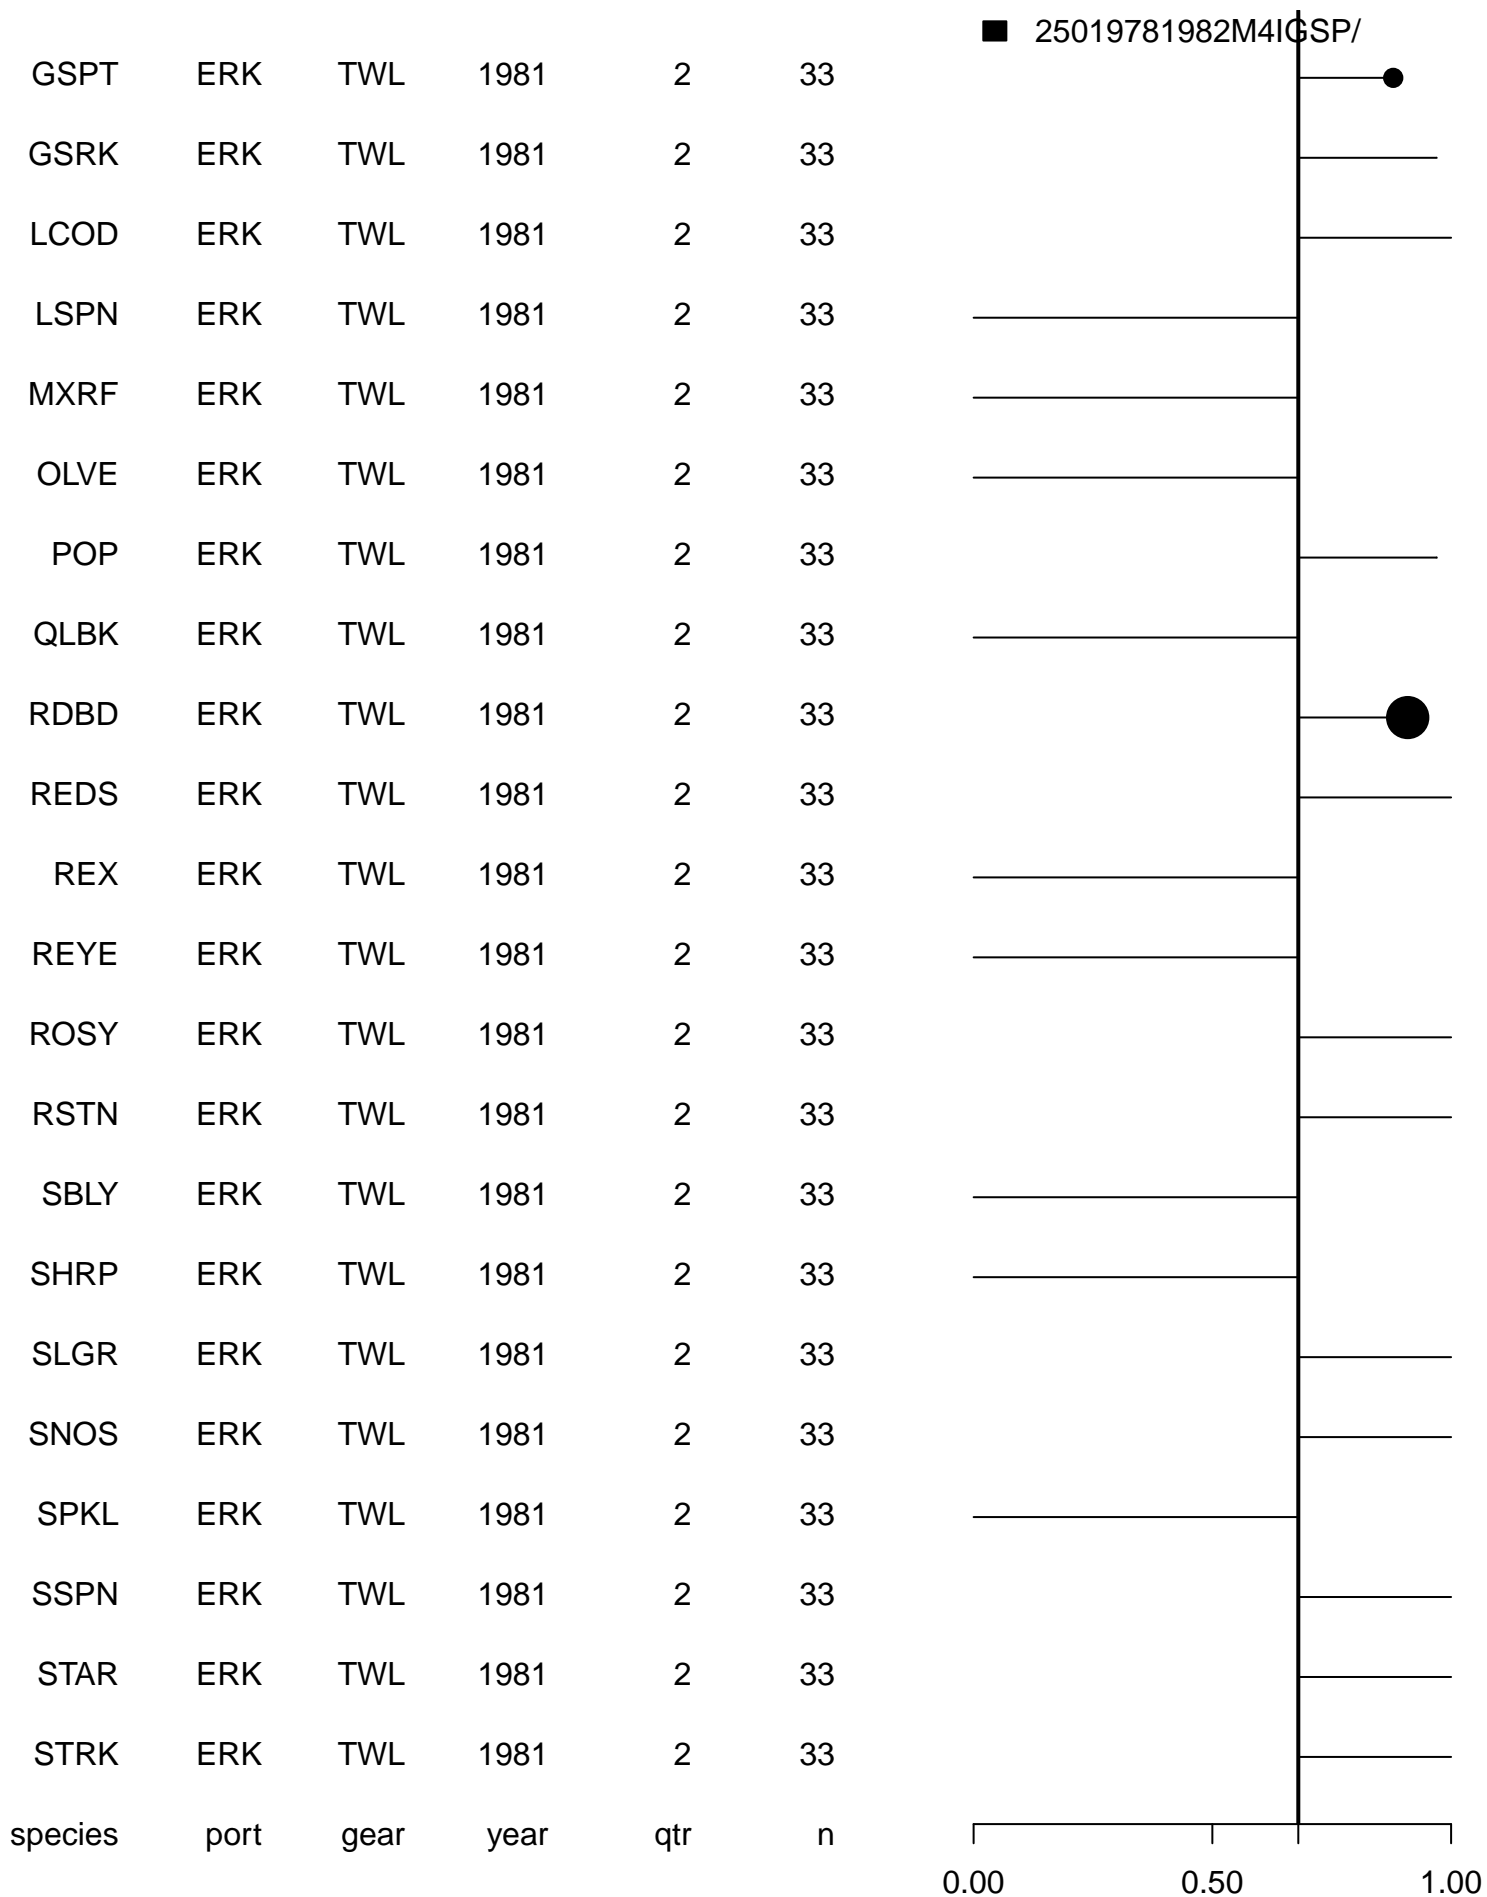 25019781982M4IGSP/
GSPT ERK TWL 1981 2 33
GSRK ERK TWL 1981 2 33
LCOD ERK TWL 1981 2 33
LSPN ERK TWL 1981 2 33
MXRF ERK TWL 1981 2 33
OLVE ERK TWL 1981 2 33
POP ERK TWL 1981 2 33
QLBK ERK TWL 1981 2 33
RDBD ERK TWL 1981 2 33
REDS ERK TWL 1981 2 33
REX ERK TWL 1981 2 33
REYE ERK TWL 1981 2 33
ROSY ERK TWL 1981 2 33
RSTN ERK TWL 1981 2 33
SBLY ERK TWL 1981 2 33
SHRP ERK TWL 1981 2 33
SLGR ERK TWL 1981 2 33
SNOS ERK TWL 1981 2 33
SPKL ERK TWL 1981 2 33
SSPN ERK TWL 1981 2 33
STAR ERK TWL 1981 2 33
STRK ERK TWL 1981 2 33
species port gear year qtr n
0.00 0.50 1.00